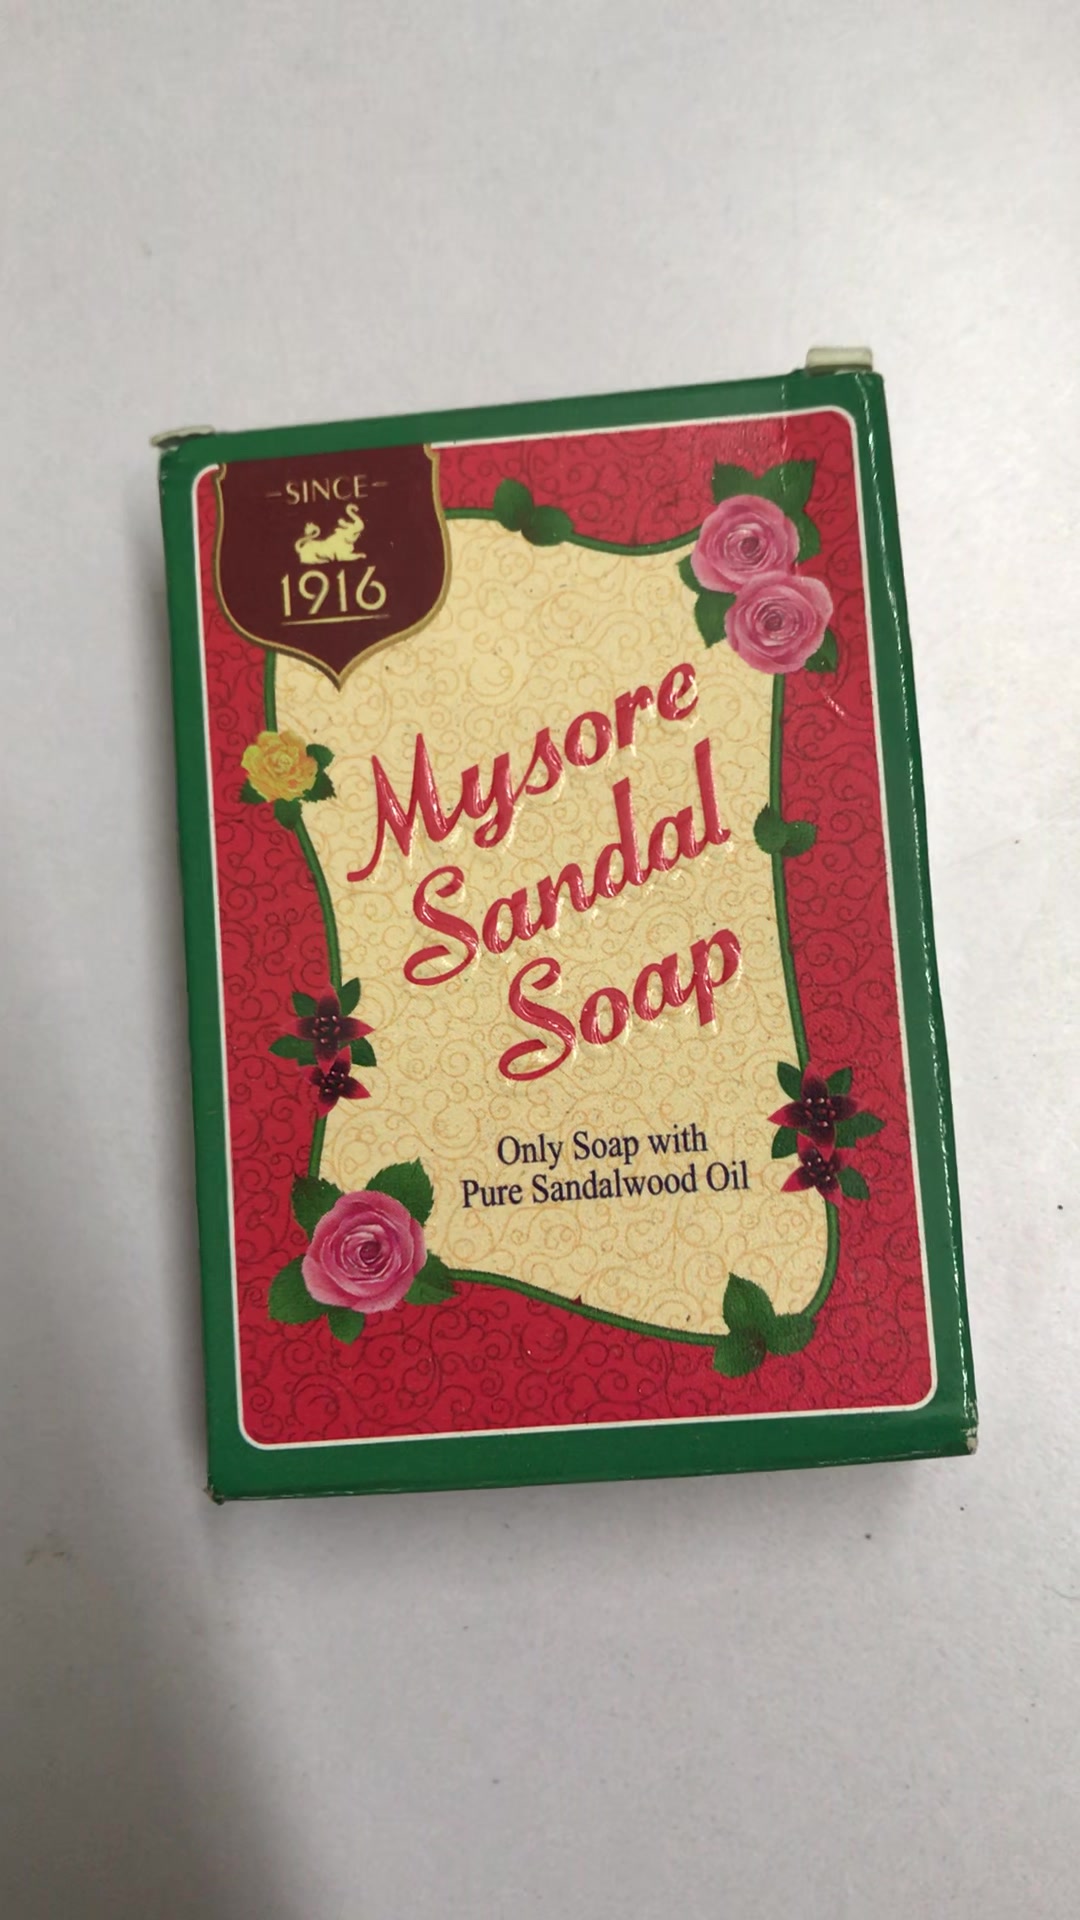 -SINCE-
1916
Mysore
Sandal
Soap
Only Soap with
Pure Sandalwood Oil